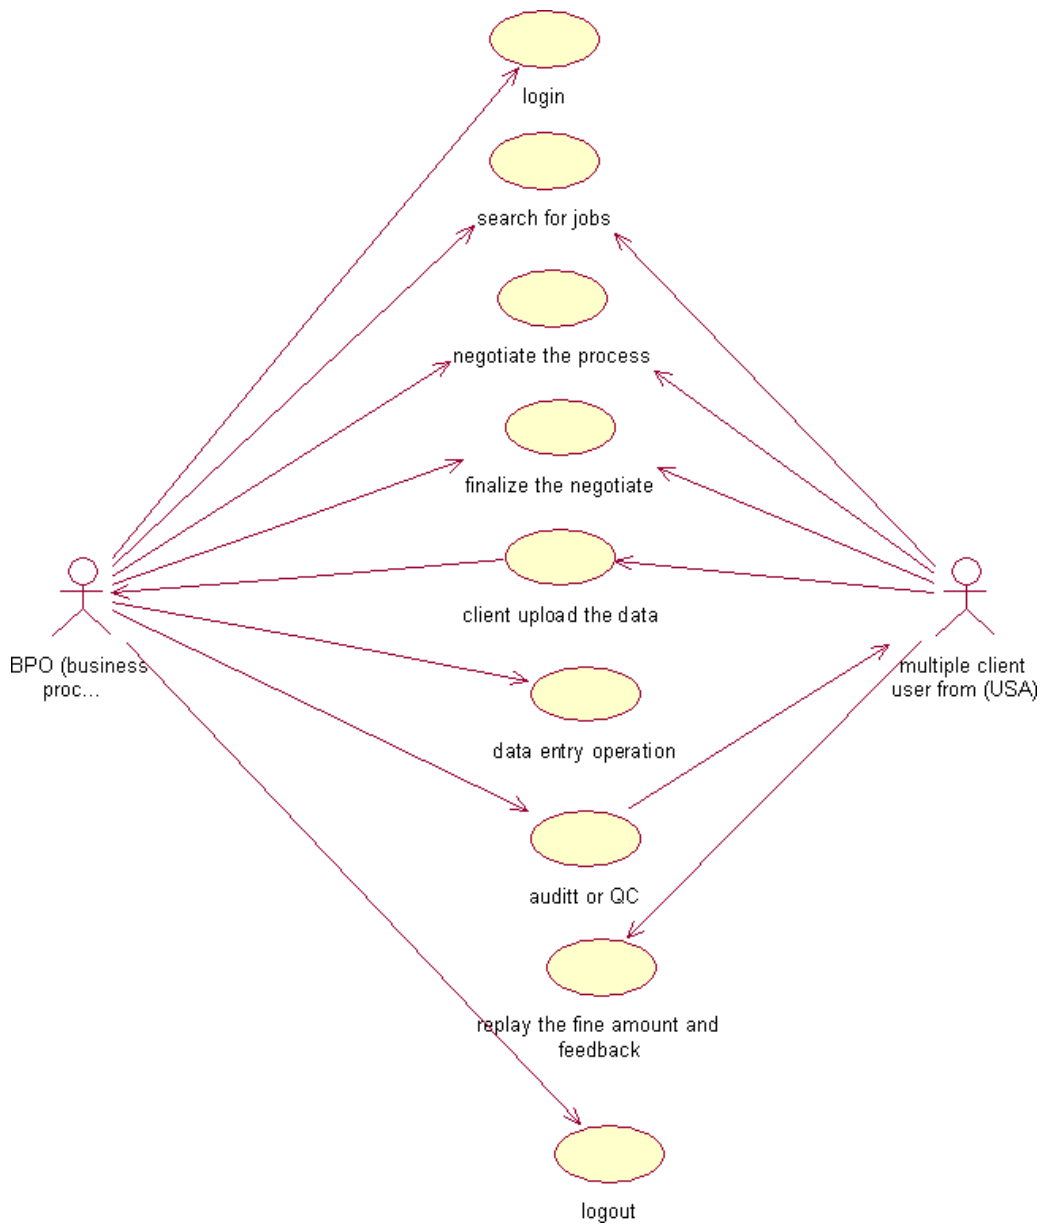 login
search for jobs
negotiate the process
finalize the negotiate
client upload the data
BPO (business
proc...
multiple client
user from (USA)
data entry operation
auditt or QC
replay the fine amount and
feedback
logout